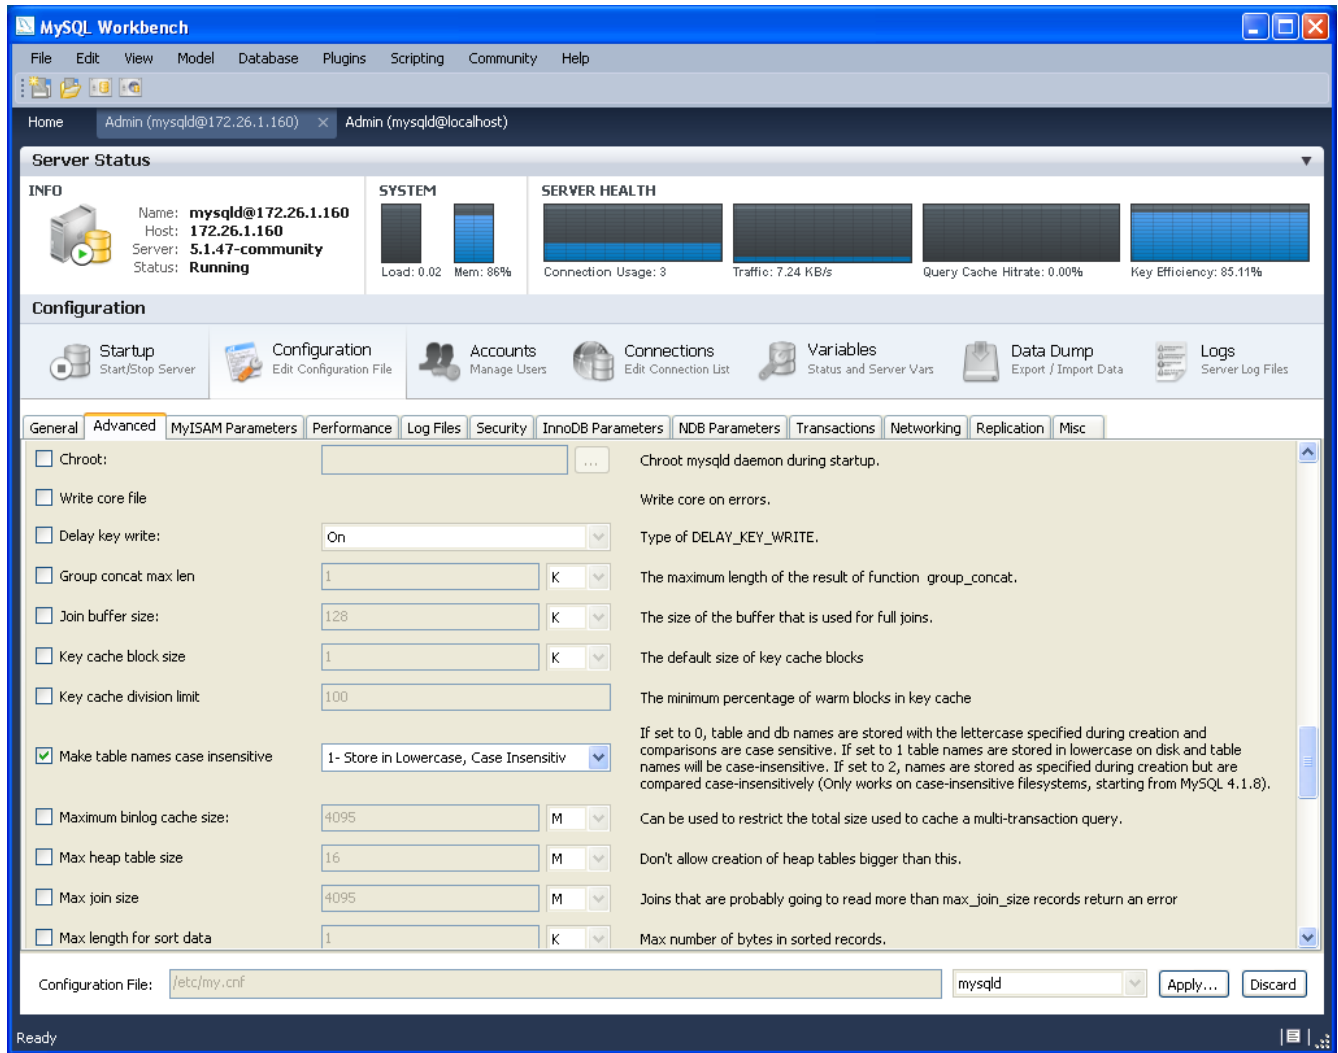 MySQL Workbench
File Edit View Model Database Plugins Scripting Community Help
Home Admin (mysqld@172.26.1.160) × Admin (mysqld@localhost)
Server Status
INFO
Name: mysqld@172.26.1.160
Host: 172.26.1.160
Server: 5.1.47-community
Status: Running
SYSTEM
Load: 0.02 Mem: 86%
SERVER HEALTH
Connection Usage: 3 Traffic: 7.24 KB/s Query Cache Hitrate: 0.00% Key Efficiency: 85.11%
Configuration
Startup
Start/Stop Server
Configuration
Edit Configuration File
Accounts
Manage Users
Connections
Edit Connection List
Variables
Status and Server Vars
Data Dump
Export / Import Data
Logs
Server Log Files
General Advanced MyISAM Parameters Performance Log Files Security InnoDB Parameters NDB Parameters Transactions Networking Replication Misc
Chroot: ... Chroot mysqld daemon during startup.
Write core file Write core on errors.
Delay key write: On Type of DELAY_KEY_WRITE.
Group concat max len 1 K The maximum length of the result of function group_concat.
Join buffer size: 128 K The size of the buffer that is used for full joins.
Key cache block size 1 K The default size of key cache blocks
Key cache division limit 100 The minimum percentage of warm blocks in key cache
Make table names case insensitive 1- Store in Lowercase, Case Insensitiv
If set to 0, table and db names are stored with the lettercase specified during creation and
comparisons are case sensitive. If set to 1 table names are stored in lowercase on disk and table
names will be case-insensitive. If set to 2, names are stored as specified during creation but are
compared case-insensitively (Only works on case-insensitive filesystems, starting from MySQL 4.1.8).
Maximum binlog cache size: 4095 M Can be used to restrict the total size used to cache a multi-transaction query.
Max heap table size 16 M Don't allow creation of heap tables bigger than this.
Max join size 4095 M Joins that are probably going to read more than max_join_size records return an error
Max length for sort data 1 K Max number of bytes in sorted records.
Configuration File: /etc/my.cnf mysqld Apply... Discard
Ready